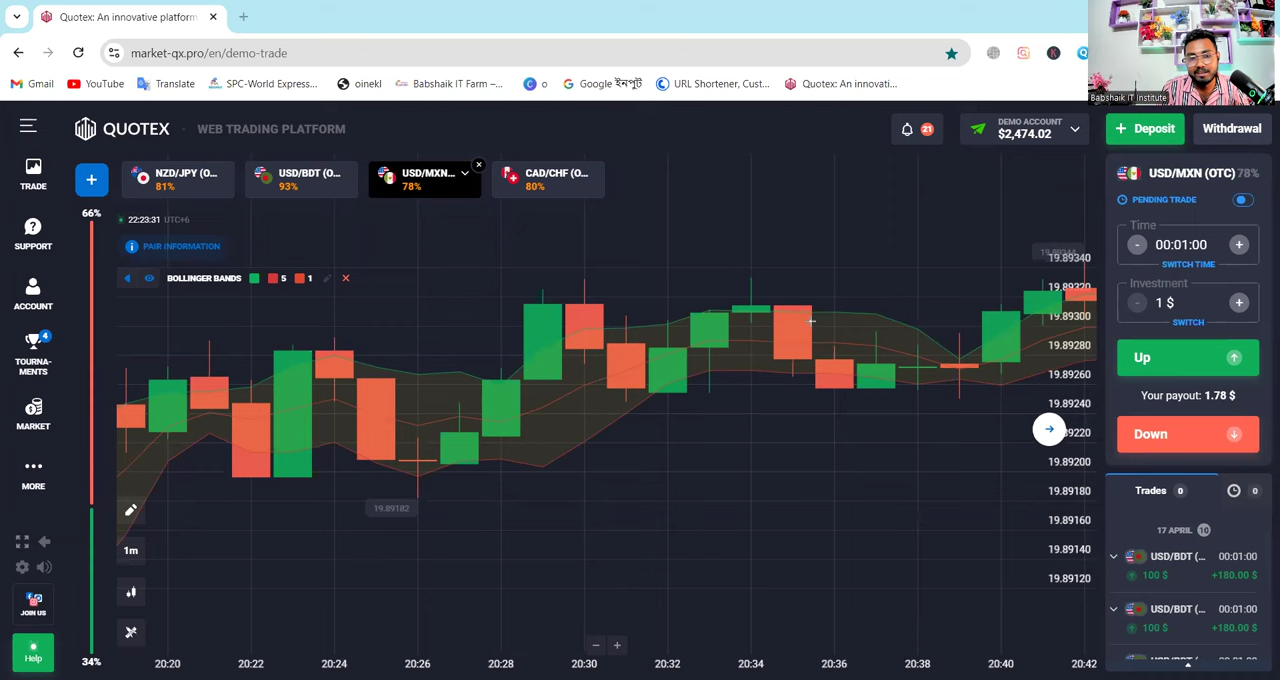 Quotex: An innovative platform
market-qx.pro/en/demo-trade
K
Gmail
YouTube
Translate
SPC-World Express...
oinekl
Babshaik IT Farm –...
o
Google ইনপুট
URL Shortener, Cust...
Quotex: An innovati...
Babshaik IT Institute
QUOTEX
WEB TRADING PLATFORM
21
DEMO ACCOUNT
$2,474.02
Deposit
Withdrawal
TRADE
SUPPORT
ACCOUNT
4
TOURNA-
MENTS
MARKET
MORE
JOIN US
Help
NZD/JPY (O...
81%
USD/BDT (O...
93%
USD/MXN...
78%
CAD/CHF (O...
80%
66%
34%
22:23:31 UTC+6
PAIR INFORMATION
BOLLINGER BANDS 5 1
19.89344
19.89340
19.89320
19.89300
19.89280
19.89260
19.89240
19.89220
19.89200
19.89180
19.89160
19.89140
19.89120
19.89182
1m
20:20
20:22
20:24
20:26
20:28
20:30
20:32
20:34
20:36
20:38
20:40
20:42
USD/MXN (OTC) 78%
PENDING TRADE
Time
- 00:01:00 +
SWITCH TIME
Investment
- 1 $ +
SWITCH
Up
Your payout: 1.78 $
Down
Trades 0
0
17 APRIL 10
USD/BDT (... 00:01:00
100 $ +180.00 $
USD/BDT (... 00:01:00
100 $ +180.00 $